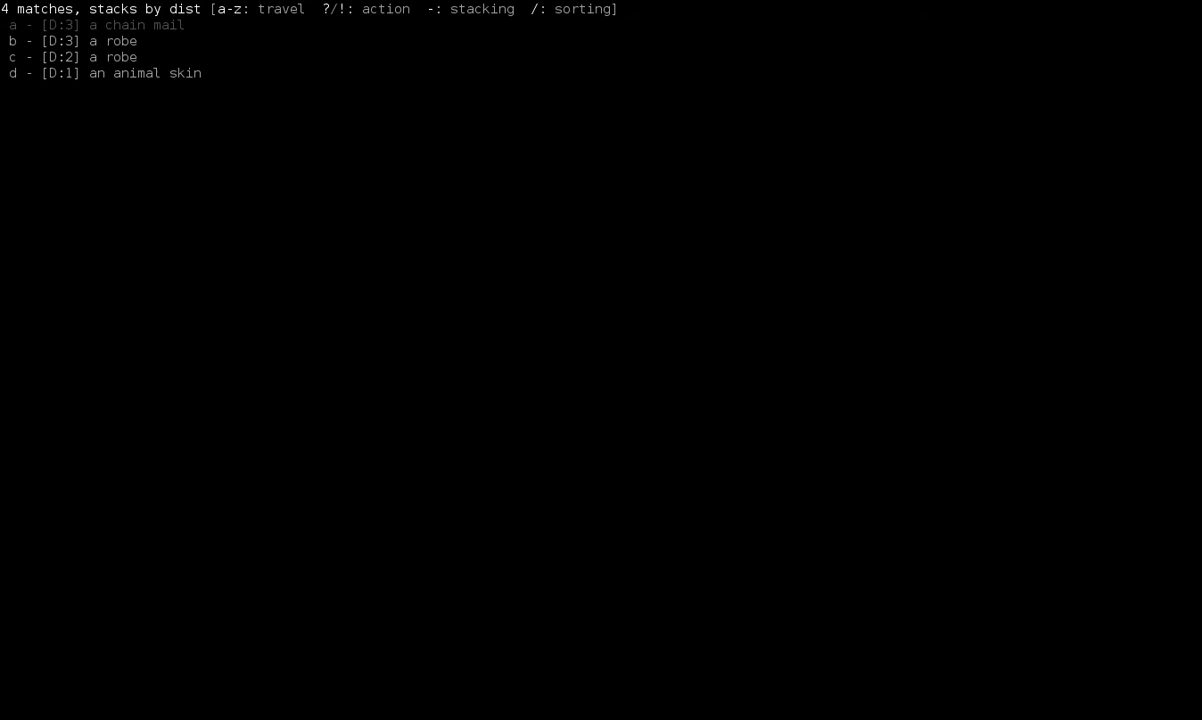 4 matches, stacks by dist [a-z: travel  ?/!: action  -: stacking  /: sorting]
a - [D:3] a chain mail
b - [D:3] a robe
c - [D:2] a robe
d - [D:1] an animal skin